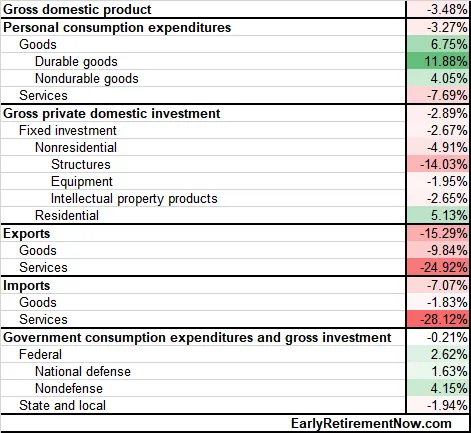 Gross domestic product -3.48%
Personal consumption expenditures -3.27%
Goods 6.75%
Durable goods 11.88%
Nondurable goods 4.05%
Services -7.69%
Gross private domestic investment -2.89%
Fixed investment -2.67%
Nonresidential -4.91%
Structures -14.03%
Equipment -1.95%
Intellectual property products -2.65%
Residential 5.13%
Exports -15.29%
Goods -9.84%
Services -24.92%
Imports -7.07%
Goods -1.83%
Services -28.12%
Government consumption expenditures and gross investment -0.21%
Federal 2.62%
National defense 1.63%
Nondefense 4.15%
State and local -1.94%
EarlyRetirementNow.com